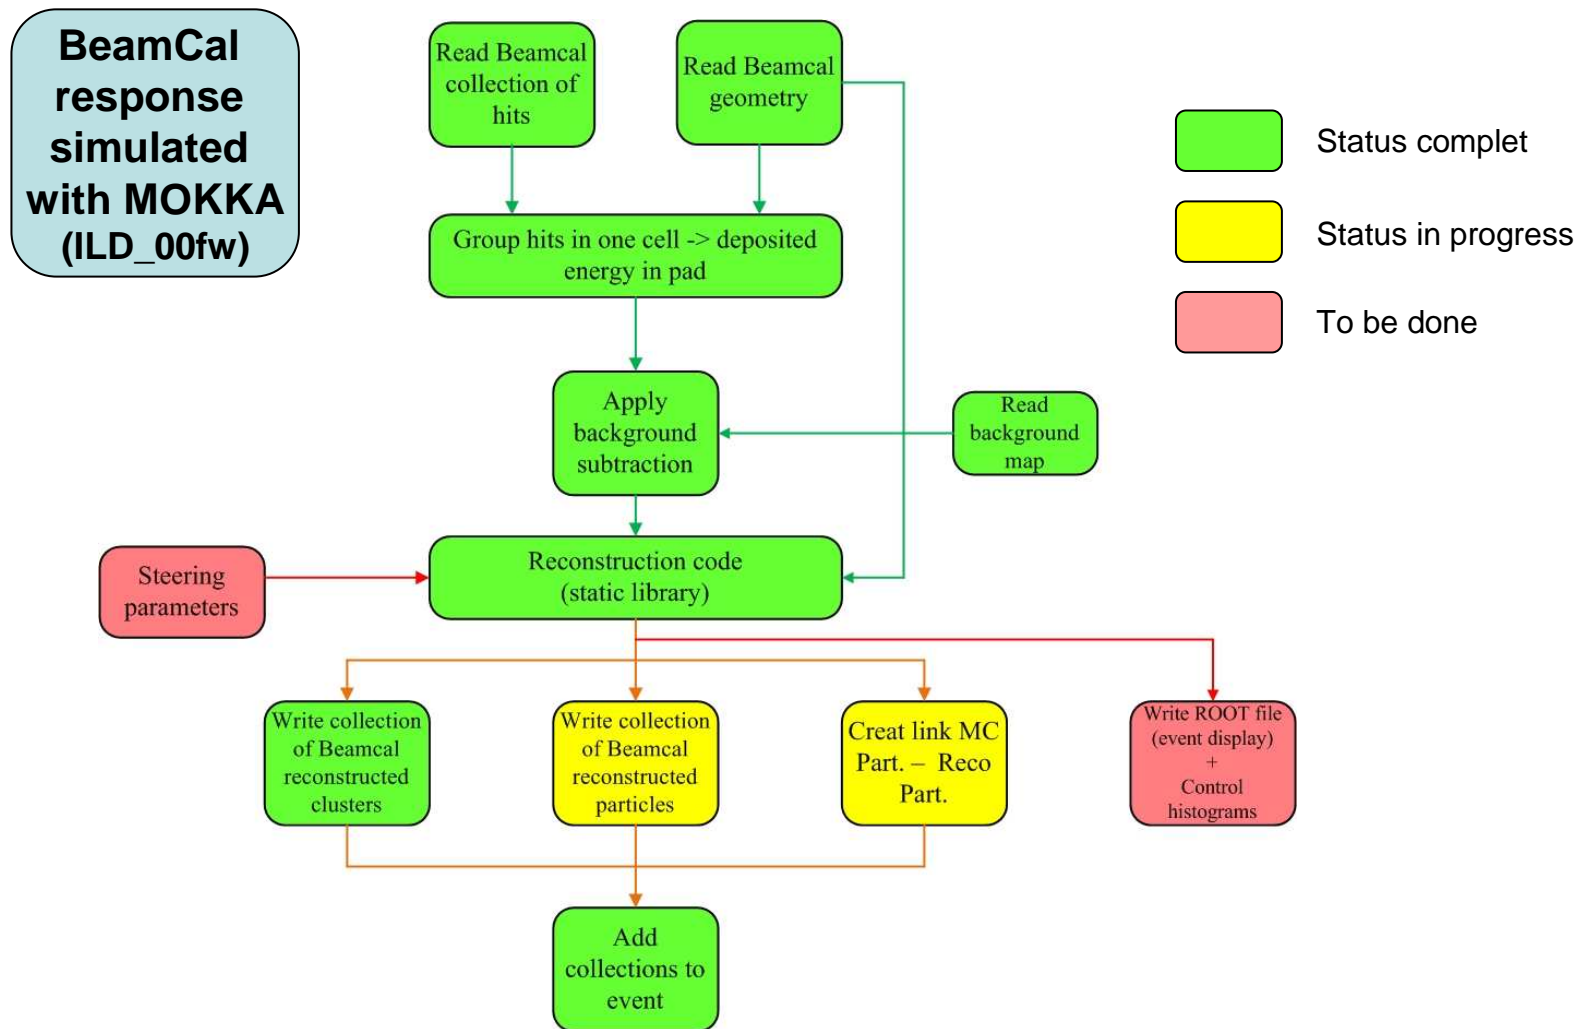 BeamCal
response
simulated
with MOKKA
(ILD_00fw)
Read Beamcal
collection of
hits
Read Beamcal
geometry
Status complet
Status in progress
To be done
Group hits in one cell -> deposited
energy in pad
Apply
background
subtraction
Read
background
map
Steering
parameters
Reconstruction code
(static library)
Write collection
of Beamcal
reconstructed
clusters
Write collection
of Beamcal
reconstructed
particles
Creat link MC
Part. – Reco
Part.
Write ROOT file
(event display)
+
Control
histograms
Add
collections to
event